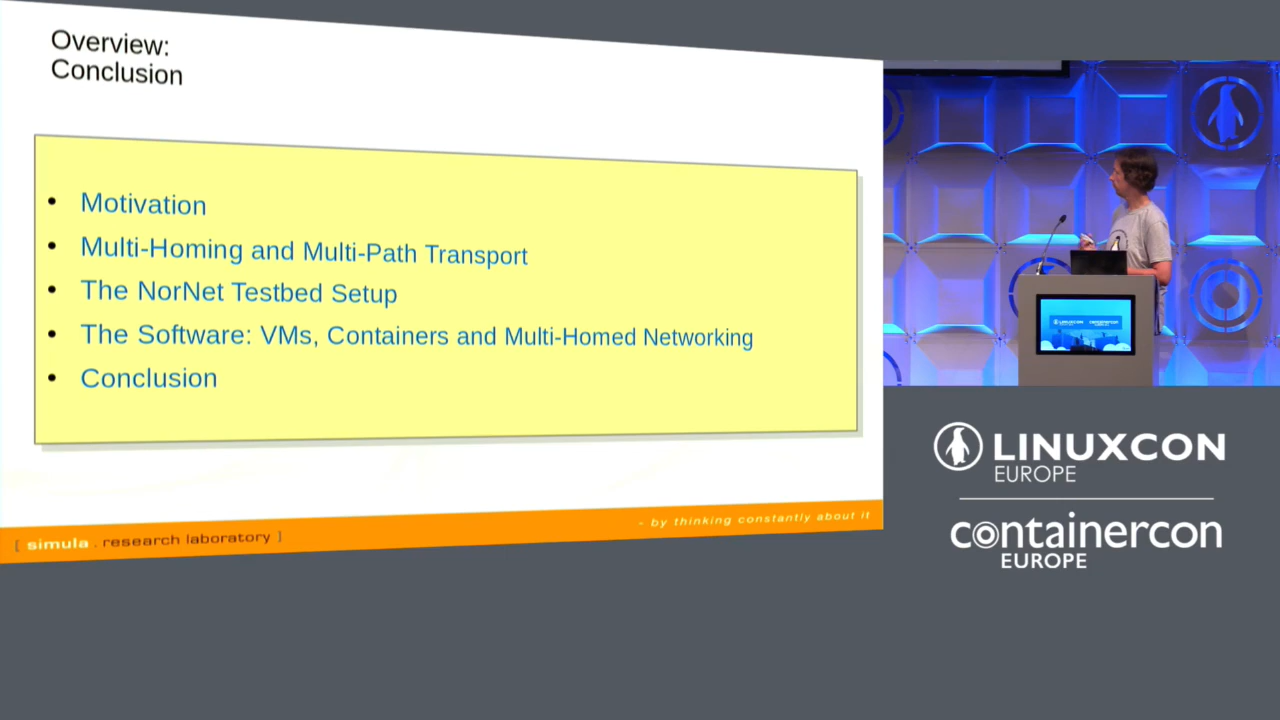 Overview:
Conclusion
• Motivation
• Multi-Homing and Multi-Path Transport
• The NorNet Testbed Setup
• The Software: VMs, Containers and Multi-Homed Networking
• Conclusion
[ simula . research laboratory ]
- by thinking constantly about it
LINUXCON
EUROPE
containercon
EUROPE